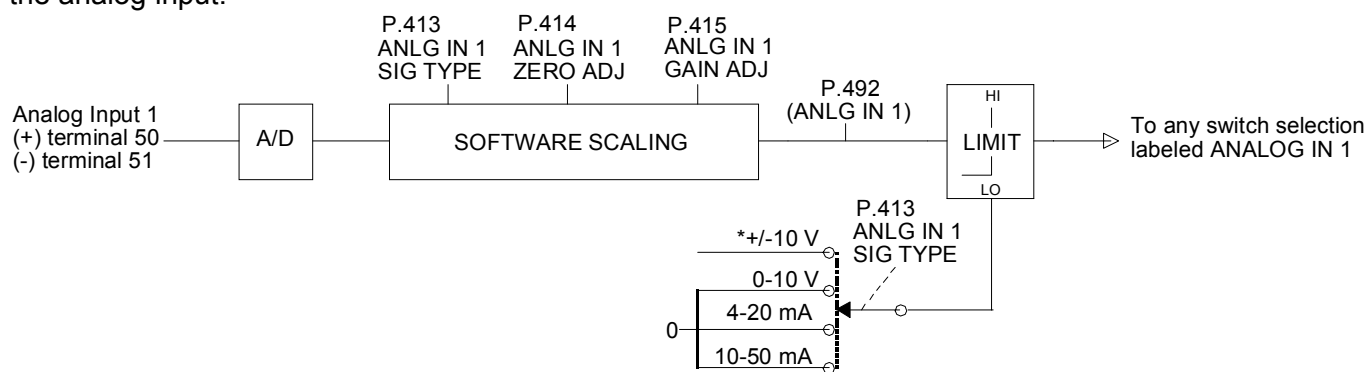 the analog input.
P.413
ANLG IN 1
SIG TYPE
P.414
ANLG IN 1
ZERO ADJ
P.415
ANLG IN 1
GAIN ADJ
Analog Input 1
(+) terminal 50
(-) terminal 51
A/D
SOFTWARE SCALING
P.492
(ANLG IN 1)
HI
LIMIT
LO
To any switch selection
labeled ANALOG IN 1
P.413
ANLG IN 1
SIG TYPE
*+/-10 V
0-10 V
4-20 mA
0
10-50 mA